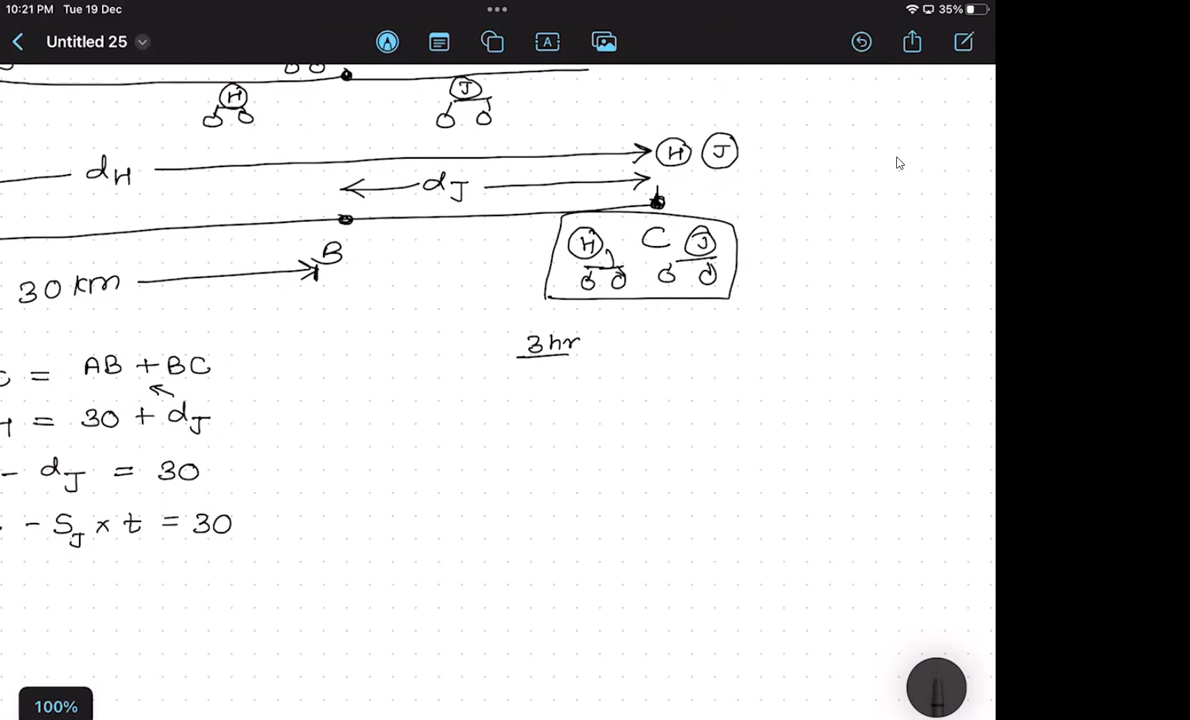 10:21 PM Tue 19 Dec
35%
Untitled 25
A
H
J
dH
H J
dJ
B
H C J
30 km
3 hr
C = AB + BC
H = 30 + dJ
- dJ = 30
- SJ × t = 30
100%